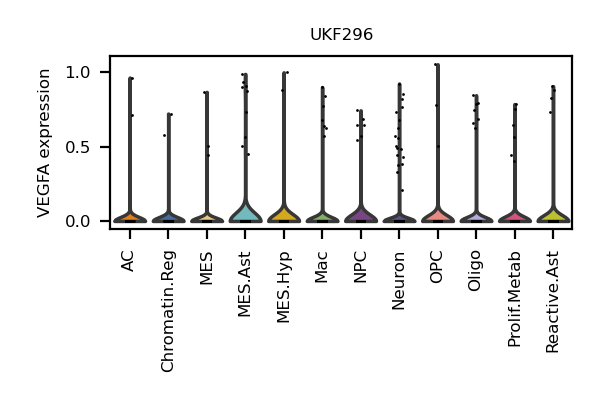 UKF296
VEGFA expression
1.0
0.5
0.0
AC
Chromatin.Reg
MES
MES.Ast
MES.Hyp
Mac
NPC
Neuron
OPC
Oligo
Prolif.Metab
Reactive.Ast